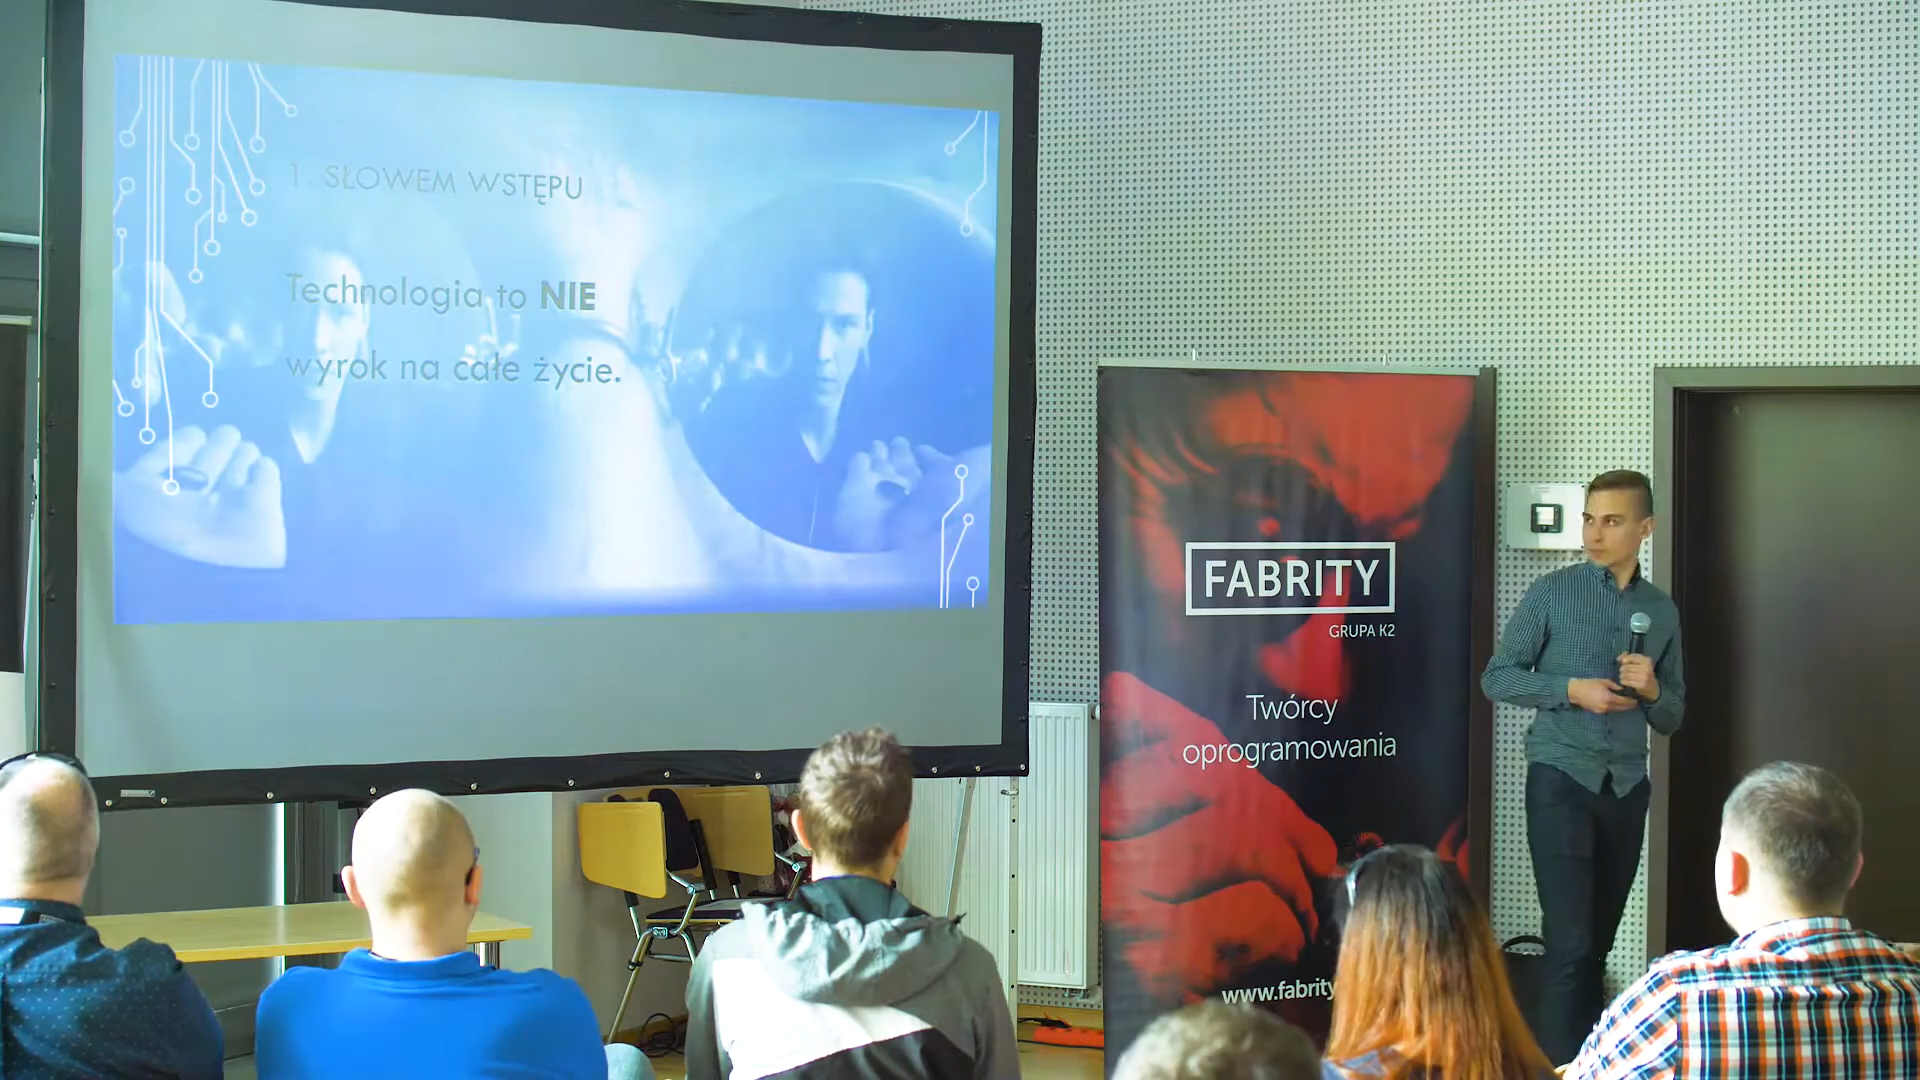 1. SŁOWEM WSTĘPU
Technologia to NIE
wyrok na całe życie.
FABRITY
GRUPA K2
Twórcy
oprogramowania
www.fabrity